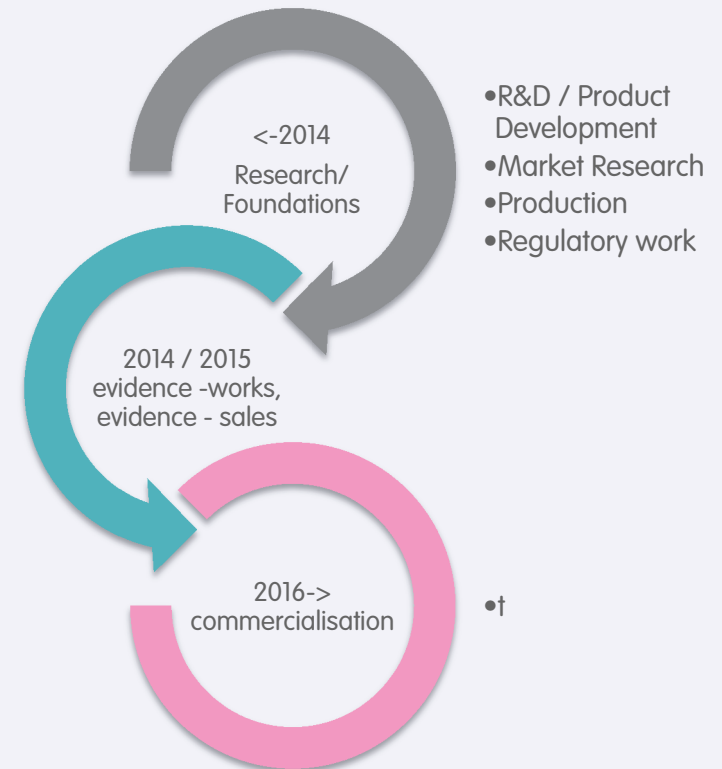 <-2014
Research/
Foundations
•R&D / Product
Development
•Market Research
•Production
•Regulatory work
2014 / 2015
evidence -works,
evidence - sales
2016->
commercialisation
•t